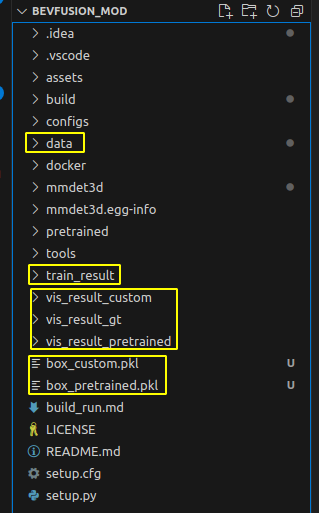 BEVFUSION_MOD
.idea
.vscode
assets
build
configs
data
docker
mmdet3d
mmdet3d.egg-info
pretrained
tools
train_result
vis_result_custom
vis_result_gt
vis_result_pretrained
box_custom.pkl U
box_pretrained.pkl U
build_run.md
LICENSE
README.md
setup.cfg
setup.py